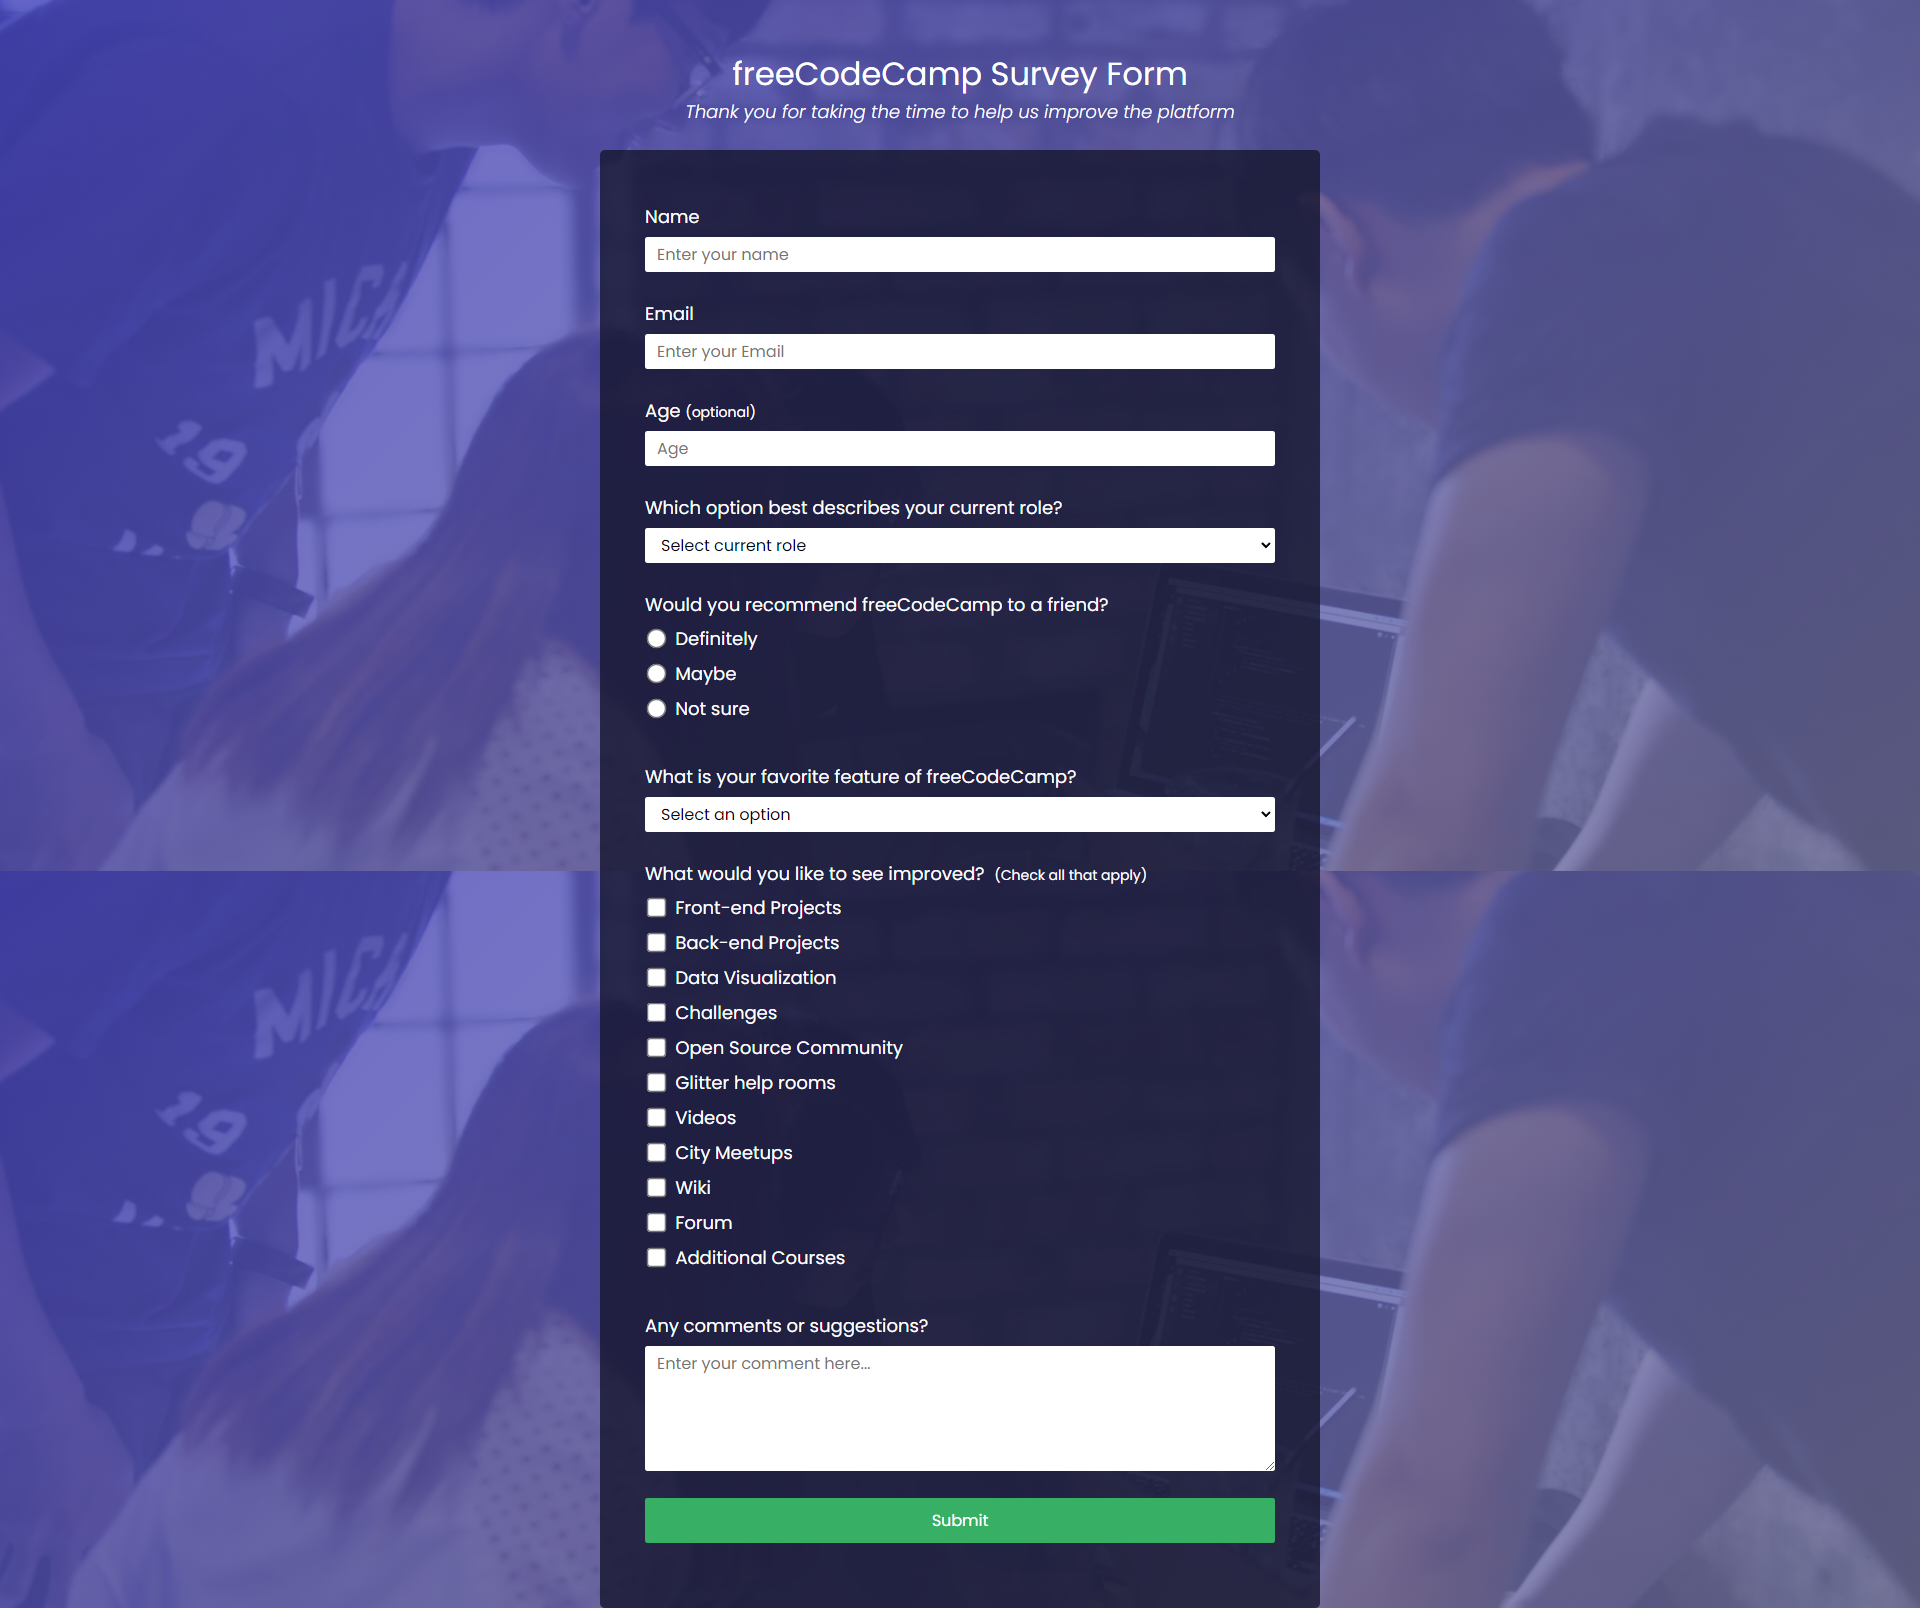 freeCodeCamp Survey Form
Thank you for taking the time to help us improve the platform
Name
Enter your name
Email
Enter your Email
Age (optional)
Age
Which option best describes your current role?
Select current role
Would you recommend freeCodeCamp to a friend?
Definitely
Maybe
Not sure
What is your favorite feature of freeCodeCamp?
Select an option
What would you like to see improved? (Check all that apply)
Front-end Projects
Back-end Projects
Data Visualization
Challenges
Open Source Community
Glitter help rooms
Videos
City Meetups
Wiki
Forum
Additional Courses
Any comments or suggestions?
Enter your comment here...
Submit
MICH
19
MICH
19